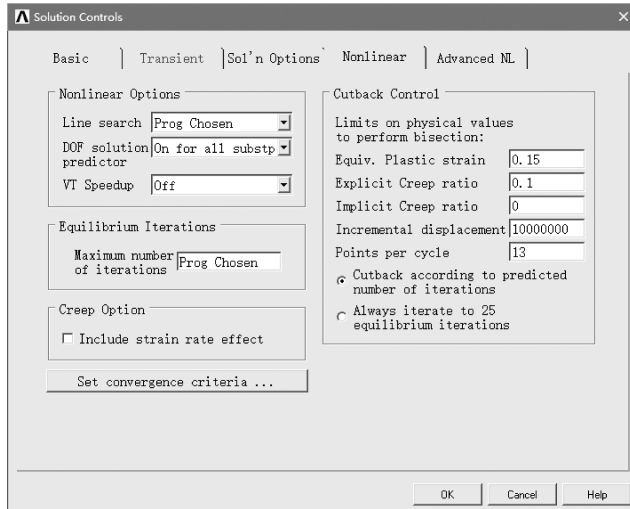 Solution Controls
Basic
Transient
Sol'n Options
Nonlinear
Advanced NL
Nonlinear Options
Line search Prog Chosen
DOF solution On for all substp
predictor
VT Speedup Off
Equilibrium Iterations
Maximum number Prog Chosen
of iterations
Creep Option
Include strain rate effect
Set convergence criteria ...
Cutback Control
Limits on physical values
to perform bisection:
Equiv. Plastic strain 0.15
Explicit Creep ratio 0.1
Implicit Creep ratio 0
Incremental displacement 10000000
Points per cycle 13
Cutback according to predicted
number of iterations
Always iterate to 25
equilibrium iterations
OK
Cancel
Help